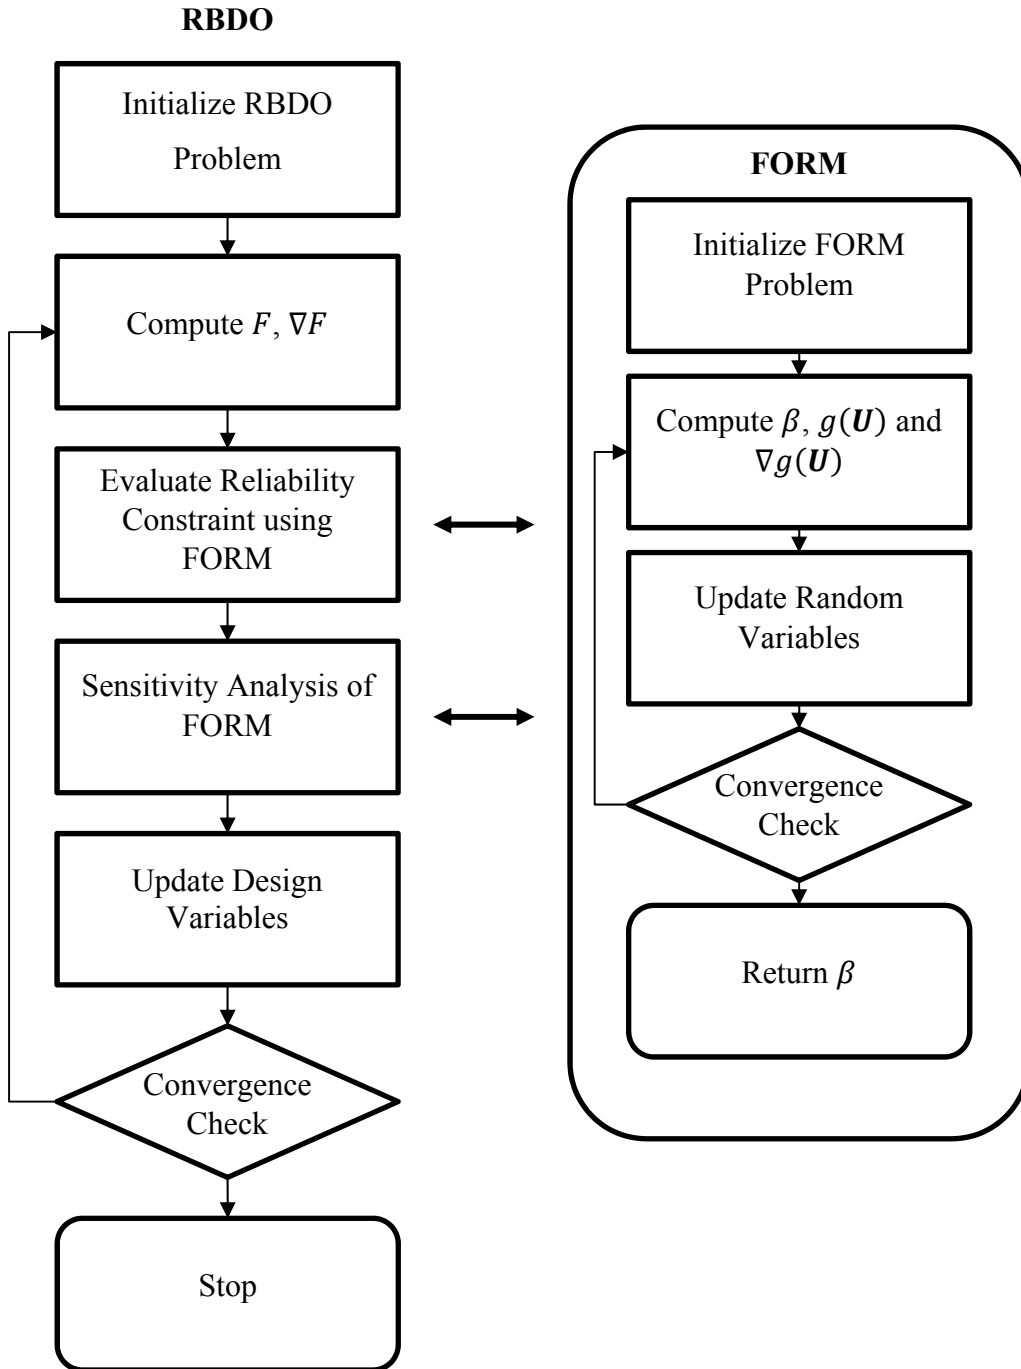 RBDO
Initialize RBDO
Problem
Compute 𝐹, ∇𝐹
Evaluate Reliability
Constraint using
FORM
Sensitivity Analysis of
FORM
Update Design
Variables
Convergence
Check
Stop
FORM
Initialize FORM
Problem
Compute 𝛽, 𝑔(𝑼) and
∇𝑔(𝑼)
Update Random
Variables
Convergence
Check
Return 𝛽